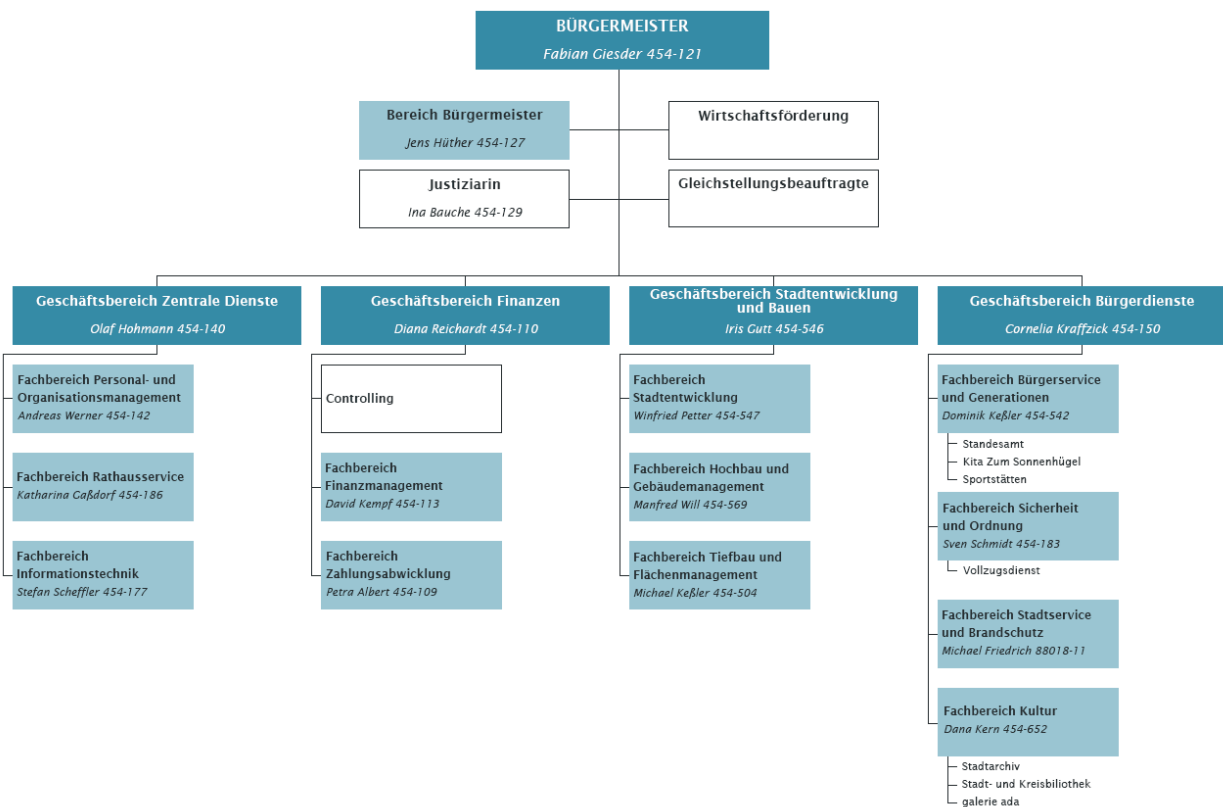 BÜRGERMEISTER
Fabian Giesder 454-121
Bereich Bürgermeister
Jens Hüther 454-127
Wirtschaftsförderung
Justiziarin
Ina Bauche 454-129
Gleichstellungsbeauftragte
Geschäftsbereich Zentrale Dienste
Olaf Hohmann 454-140
Fachbereich Personal- und
Organisationsmanagement
Andreas Werner 454-142
Fachbereich Rathausservice
Katharina Gaßdorf 454-186
Fachbereich
Informationstechnik
Stefan Scheffler 454-177
Geschäftsbereich Finanzen
Diana Reichardt 454-110
Controlling
Fachbereich
Finanzmanagement
David Kempf 454-113
Fachbereich
Zahlungsabwicklung
Petra Albert 454-109
Geschäftsbereich Stadtentwicklung
und Bauen
Iris Gutt 454-546
Fachbereich
Stadtentwicklung
Winfried Petter 454-547
Fachbereich Hochbau und
Gebäudemanagement
Manfred Will 454-569
Fachbereich Tiefbau und
Flächenmanagement
Michael Keßler 454-504
Geschäftsbereich Bürgerdienste
Cornelia Kraffzick 454-150
Fachbereich Bürgerservice
und Generationen
Dominik Keßler 454-542
Standesamt
Kita Zum Sonnenhügel
Sportstätten
Fachbereich Sicherheit
und Ordnung
Sven Schmidt 454-183
Vollzugsdienst
Fachbereich Stadtservice
und Brandschutz
Michael Friedrich 88018-11
Fachbereich Kultur
Dana Kern 454-652
Stadtarchiv
Stadt- und Kreisbiliothek
galerie ada